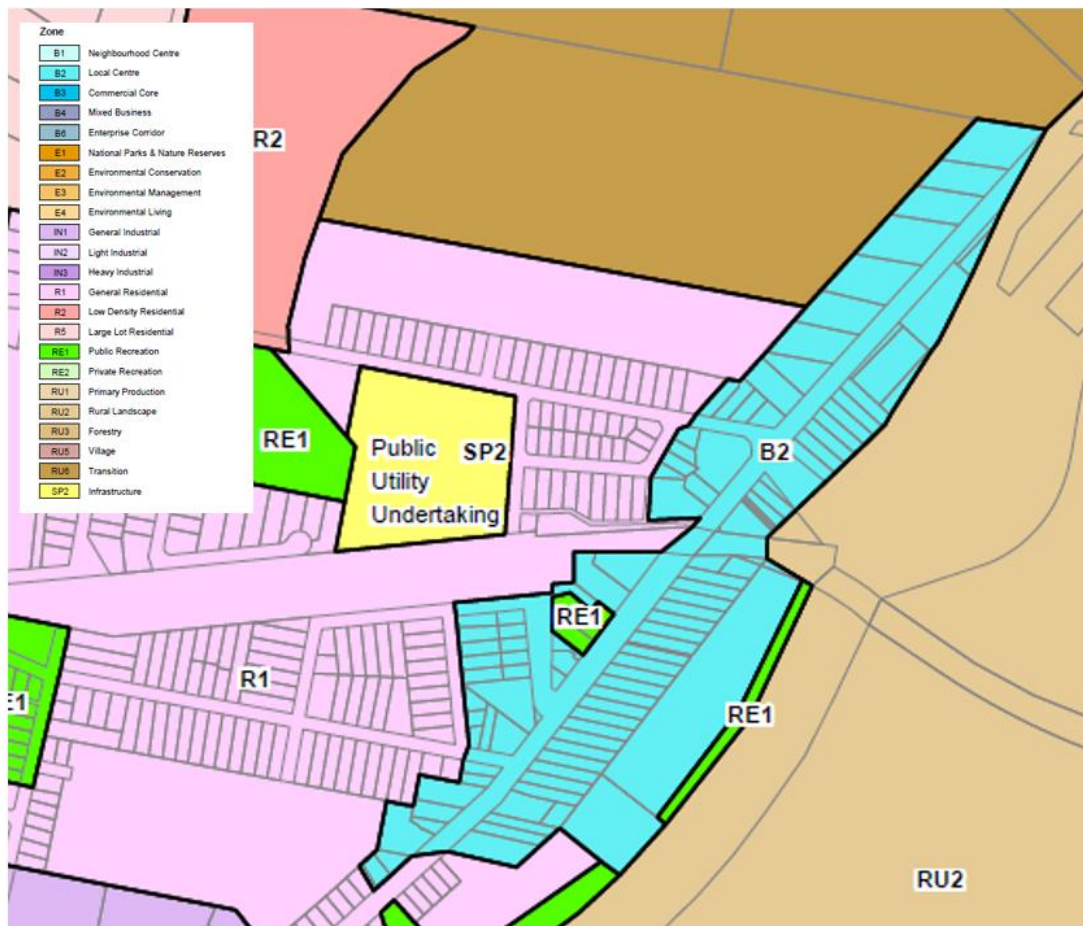 Zone
B1 Neighbourhood Centre
B2 Local Centre
B3 Commercial Core
B4 Mixed Business
B6 Enterprise Corridor
E1 National Parks & Nature Reserves
E2 Environmental Conservation
E3 Environmental Management
E4 Environmental Living
IN1 General Industrial
IN2 Light Industrial
IN3 Heavy Industrial
R1 General Residential
R2 Low Density Residential
R5 Large Lot Residential
RE1 Public Recreation
RE2 Private Recreation
RU1 Primary Production
RU2 Rural Landscape
RU3 Forestry
RU5 Village
RU6 Transition
SP2 Infrastructure
R2
RE1
Public
Utility
Undertaking
SP2
B2
RE1
R1
E1
RE1
RU2